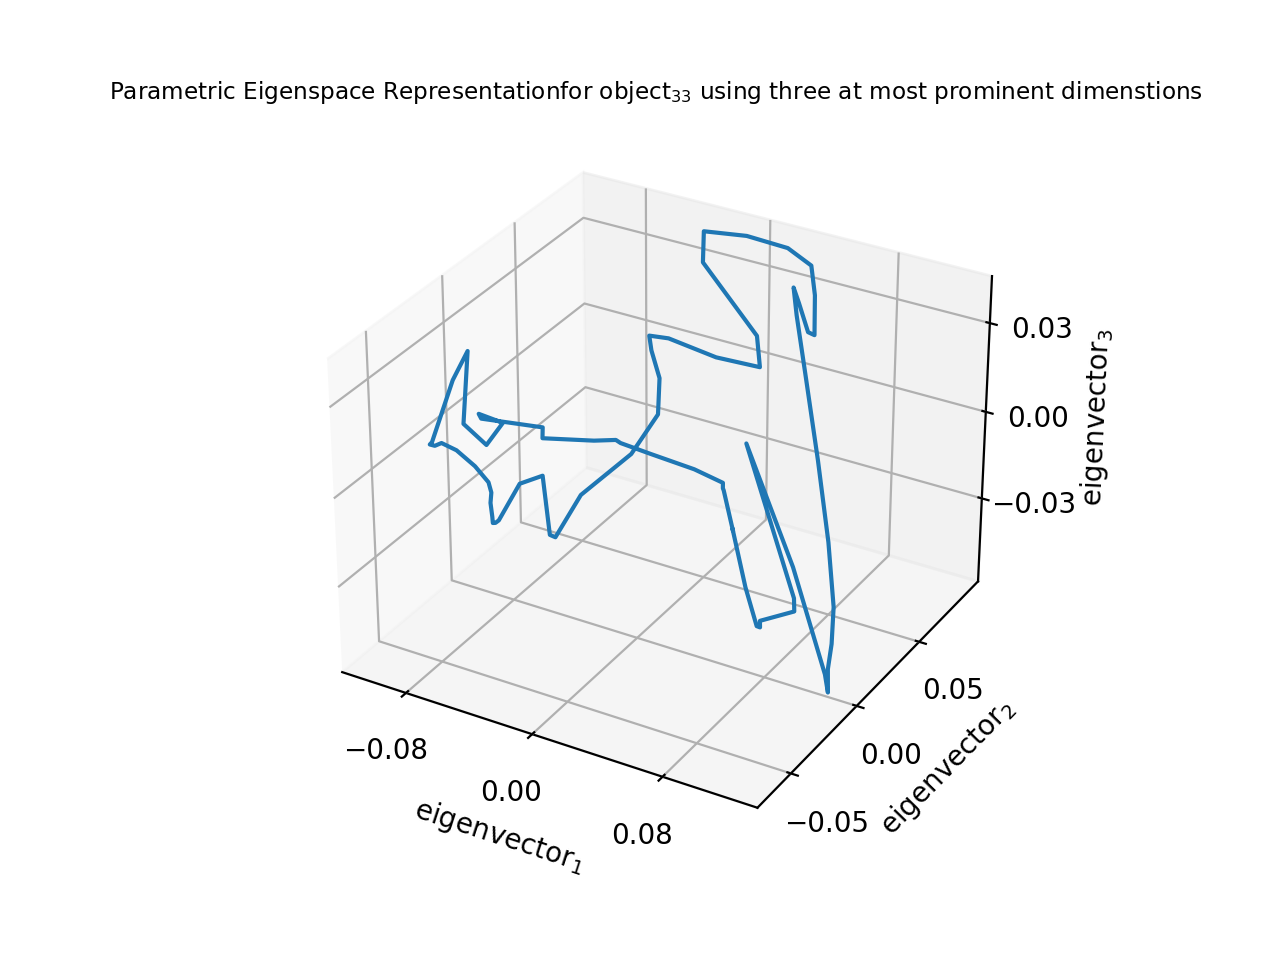 Parametric Eigenspace Representationfor object₃₃ using three at most prominent dimenstions
0.03
0.00
−0.03
eigenvector₃
−0.08
0.00
0.08
eigenvector₁
0.05
0.00
−0.05
eigenvector₂